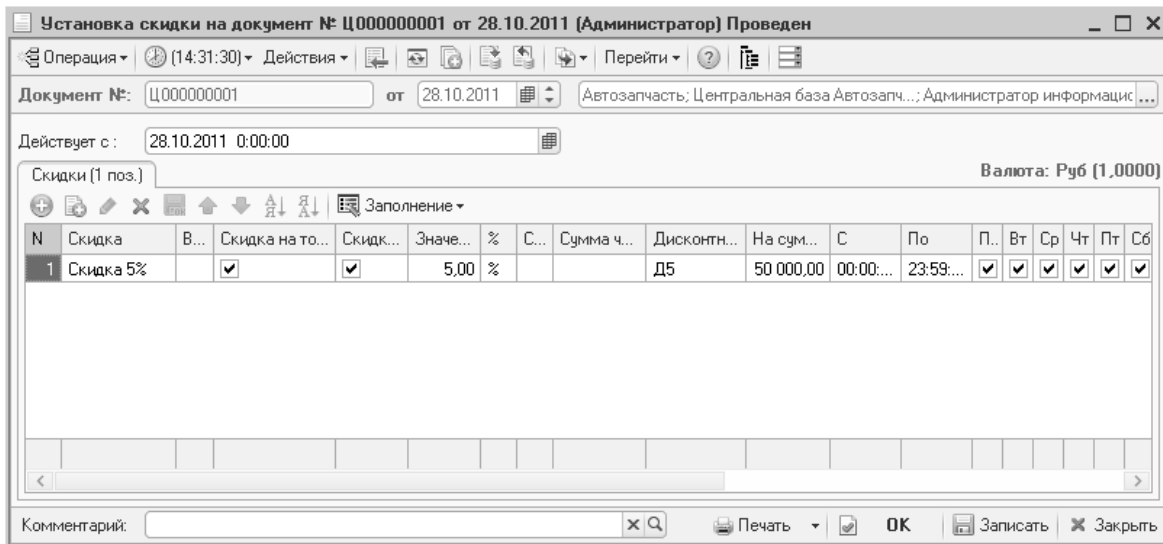 Установка скидки на документ № Ц000000001 от 28.10.2011 (Администратор) Проведен
Операция (14:31:30) Действия Перейти
Документ №: Ц000000001 от 28.10.2011 Автозапчасть; Центральная база Автозапч...; Администратор информацис ...
Действует с : 28.10.2011 0:00:00
Скидки (1 поз.) Валюта: Руб (1,0000)
Заполнение
N Скидка В... Скидка на то... Скидк... Значе... % С... Сумма ч... Дисконтн... На сум... С По П.. Вт Ср Чт Пт Сб
1 Скидка 5% 5,00 % Д5 50 000,00 00:00:... 23:59:...
Комментарий: Печать OK Записать Закрыть